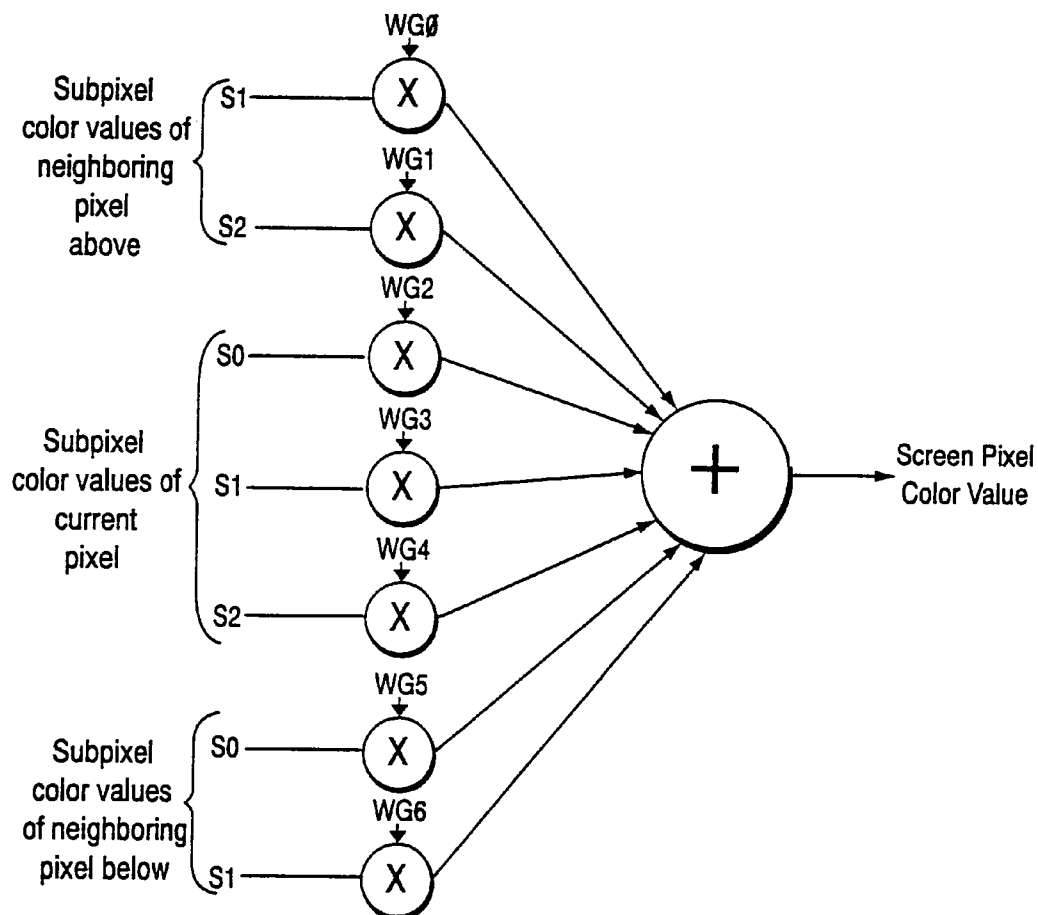 WG0
Subpixel
color values of
neighboring
pixel
above
S1
X
WG1
S2
X
WG2
Subpixel
color values of
current
pixel
S0
X
WG3
S1
X
WG4
S2
X
+
Screen Pixel
Color Value
WG5
Subpixel
color values
of neighboring
pixel below
S0
X
WG6
S1
X